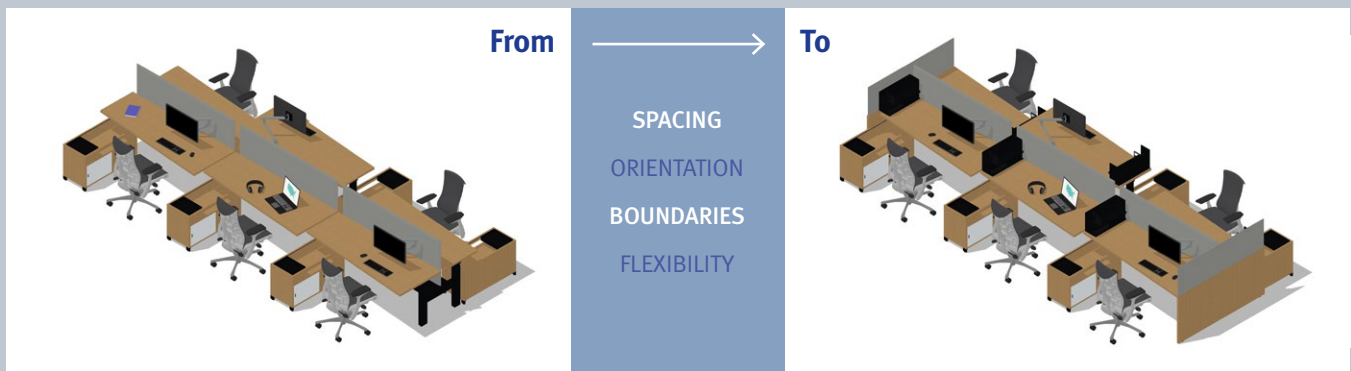 From
To
SPACING
ORIENTATION
BOUNDARIES
FLEXIBILITY